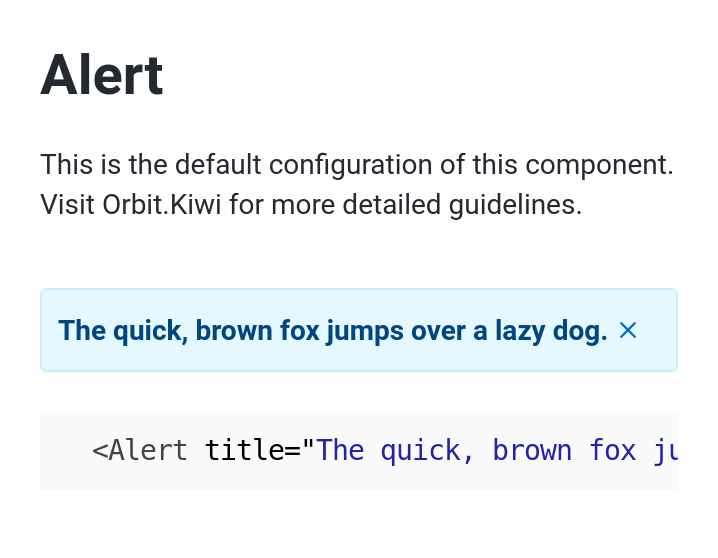 Alert
This is the default configuration of this component.
Visit Orbit.Kiwi for more detailed guidelines.
The quick, brown fox jumps over a lazy dog.
<Alert title="The quick, brown fox ju